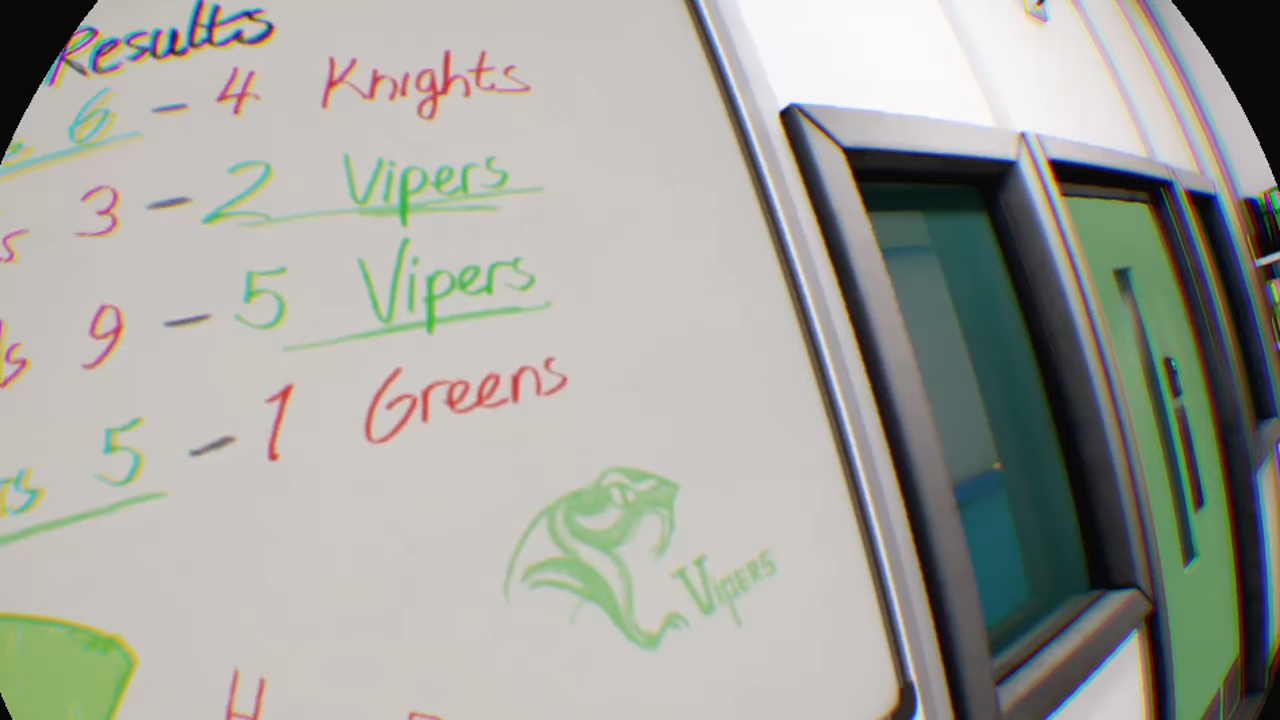 Results
6 - 4 Knights
3 - 2 Vipers
9 - 5 Vipers
5 - 1 Greens
Vipers